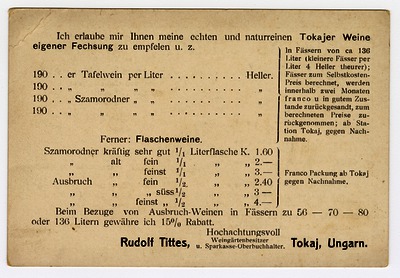 Ich erlaube mir Ihnen meine echten und naturreinen Tokajer Weine
eigener Fechsung zu empfelen u. z.
190 . . er Tafelwein per Liter . . . . . . . . . . Heller.
190 . . „ „ „ „ . . . . . . . . . . „
190 . . „ Szamorodner „ „ . . . . . . . . . . „
190 . . „ „ „ „ . . . . . . . . . . „
In Fässern von ca 136
Liter (kleinere Fässer per
Liter 4 Heller theurer);
Fässer zum Selbstkosten-
Preis berechnet, werden
innerhalb zwei Monaten
franco u in gutem Zus-
tande zurückgesandt, zum
berechneten Preise zu-
rückgenommen; ab Sta-
tion Tokaj, gegen Nach-
nahme.
Ferner: Flaschenweine.
Szamorodner kräftig sehr gut 1/1 Literflasche K. 1.60
„ alt fein 1/1 „ „ 2.—
„ „ feinst 1/1 „ „ 3.—
Ausbruch „ fein 1/2 „ „ 2.40
„ „ „ süss 1/2 „ „ 3—
„ „ feinst „ 1/2 „ „ 4.—
Franco Packung ab Tokaj
gegen Nachnahme.
Beim Bezuge von Ausbruch-Weinen in Fässern zu 56 — 70 — 80
oder 136 Litern gewähre ich 15% Rabatt.
Hochachtungsvoll
Rudolf Tittes, Weingärtenbesitzer
u. Sparkasse-Oberbuchhalter. Tokaj, Ungarn.